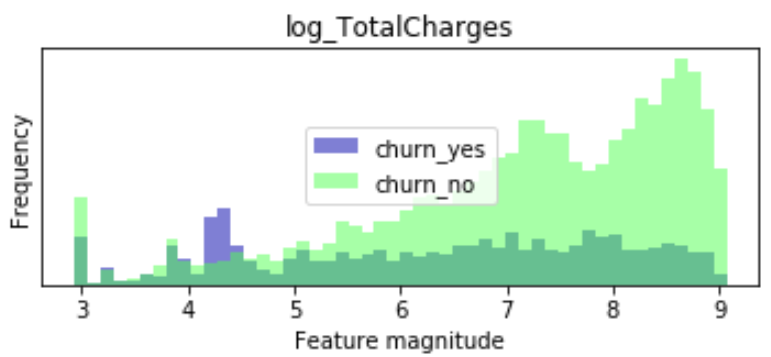 log_TotalCharges
Frequency
churn_yes
churn_no
3 4 5 6 7 8 9
Feature magnitude